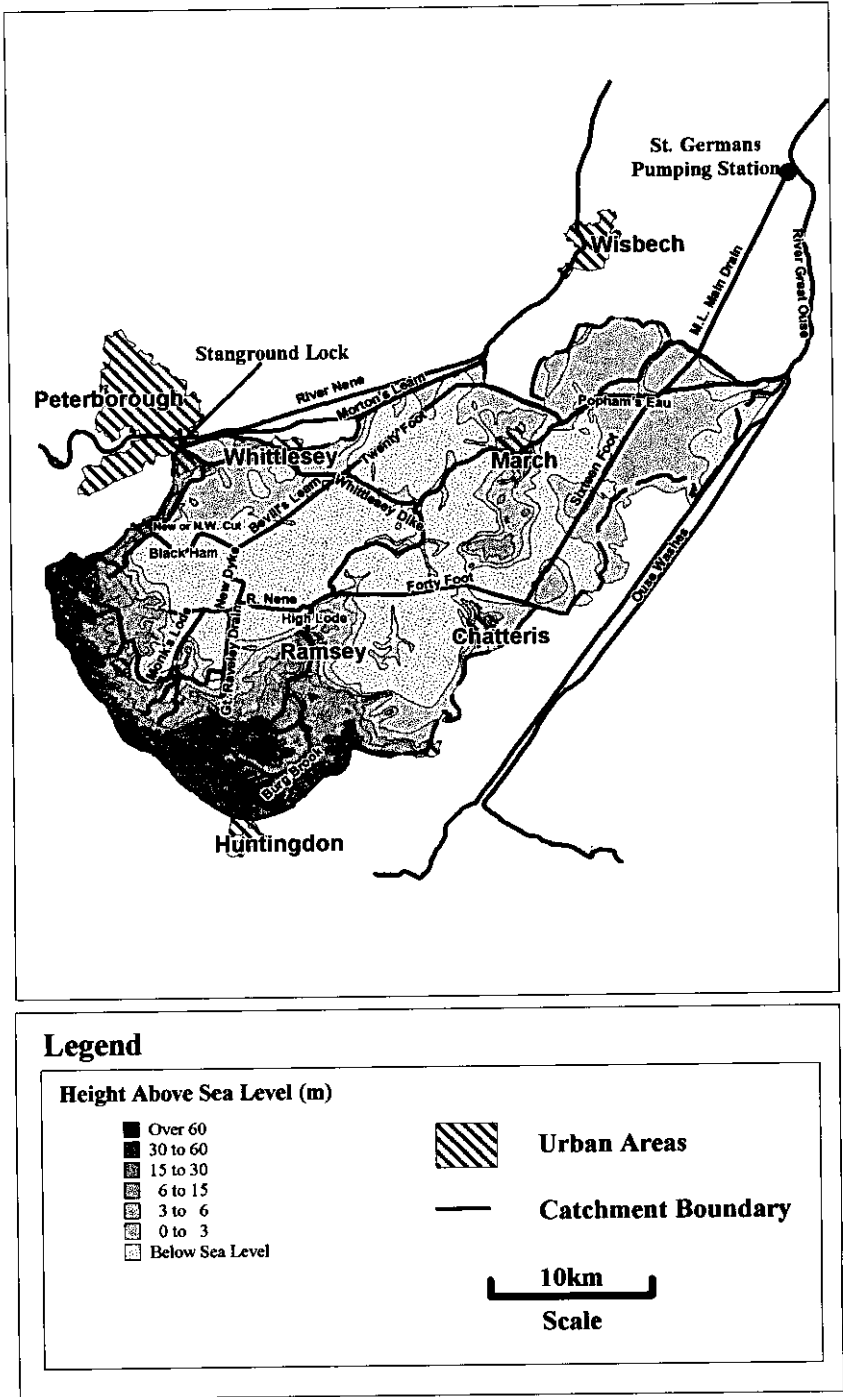 St. Germans
Pumping Station
Wisbech
M.L. Main Drain
River Great Ouse
Stanground Lock
River Nene
Morton's Leam
Peterborough
Popham's Eau
Twenty Foot
Whittlesey
March
Sixteen Foot
Bevill's Leam
Whittlesey Dike
New or N.W. Cut
Black Ham
New Dyke
Ouse Washes
Forty Foot
R. Nene
High Lode
Chatteris
Monk's Lode
Gt. Raveley Drain
Ramsey
Burg Brook
Huntingdon
Legend
Height Above Sea Level (m)
Over 60
30 to 60
15 to 30
6 to 15
3 to 6
0 to 3
Below Sea Level
Urban Areas
Catchment Boundary
10km
Scale